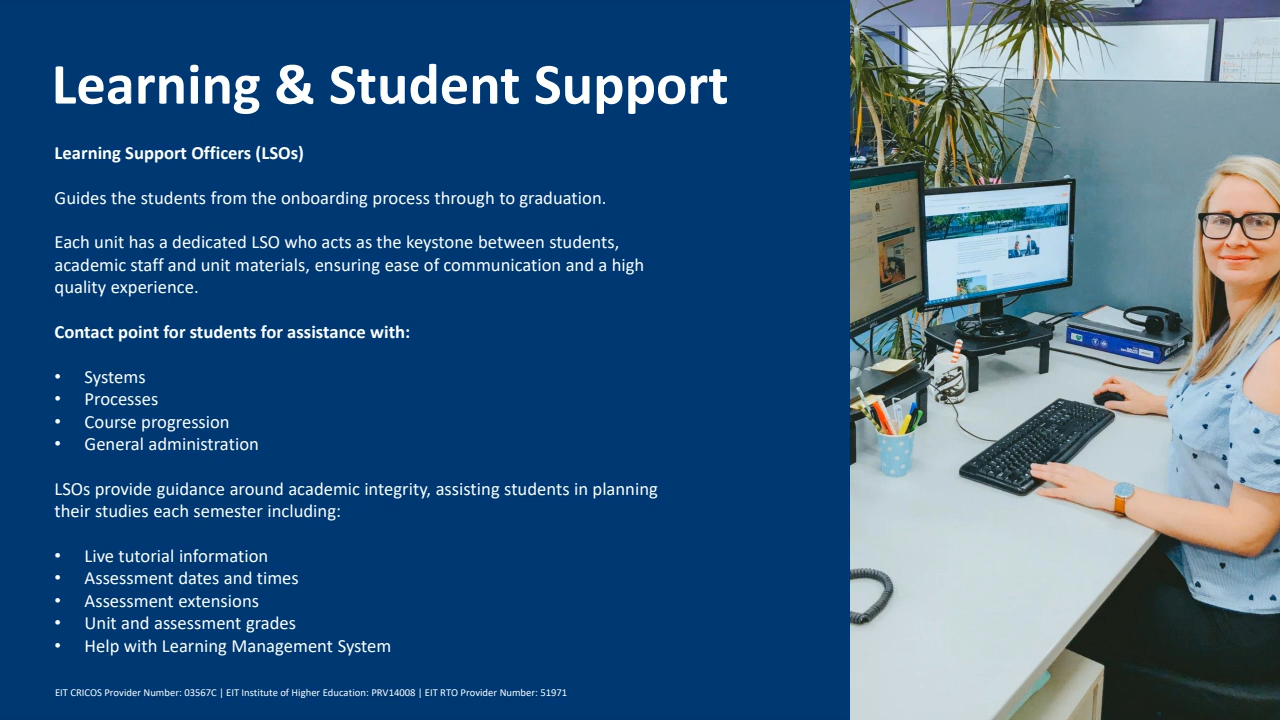 Learning & Student Support
Learning Support Officers (LSOs)
Guides the students from the onboarding process through to graduation.
Each unit has a dedicated LSO who acts as the keystone between students,
academic staff and unit materials, ensuring ease of communication and a high
quality experience.
Contact point for students for assistance with:
• Systems
• Processes
• Course progression
• General administration
LSOs provide guidance around academic integrity, assisting students in planning
their studies each semester including:
• Live tutorial information
• Assessment dates and times
• Assessment extensions
• Unit and assessment grades
• Help with Learning Management System
EIT CRICOS Provider Number: 03567C | EIT Institute of Higher Education: PRV14008 | EIT RTO Provider Number: 51971